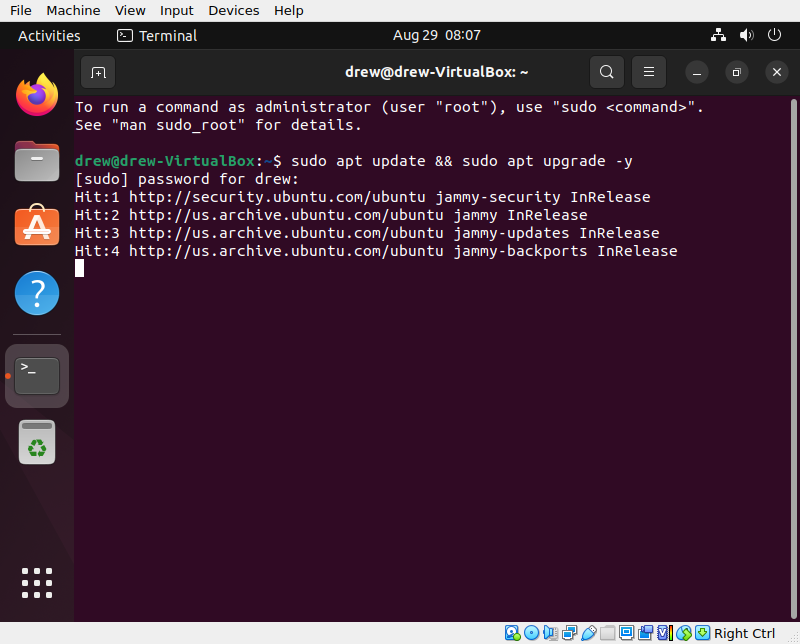 File Machine View Input Devices Help
Activities Terminal Aug 29 08:07
drew@drew-VirtualBox: ~
To run a command as administrator (user "root"), use "sudo <command>".
See "man sudo_root" for details.
drew@drew-VirtualBox:~$ sudo apt update && sudo apt upgrade -y
[sudo] password for drew:
Hit:1 http://security.ubuntu.com/ubuntu jammy-security InRelease
Hit:2 http://us.archive.ubuntu.com/ubuntu jammy InRelease
Hit:3 http://us.archive.ubuntu.com/ubuntu jammy-updates InRelease
Hit:4 http://us.archive.ubuntu.com/ubuntu jammy-backports InRelease
Right Ctrl